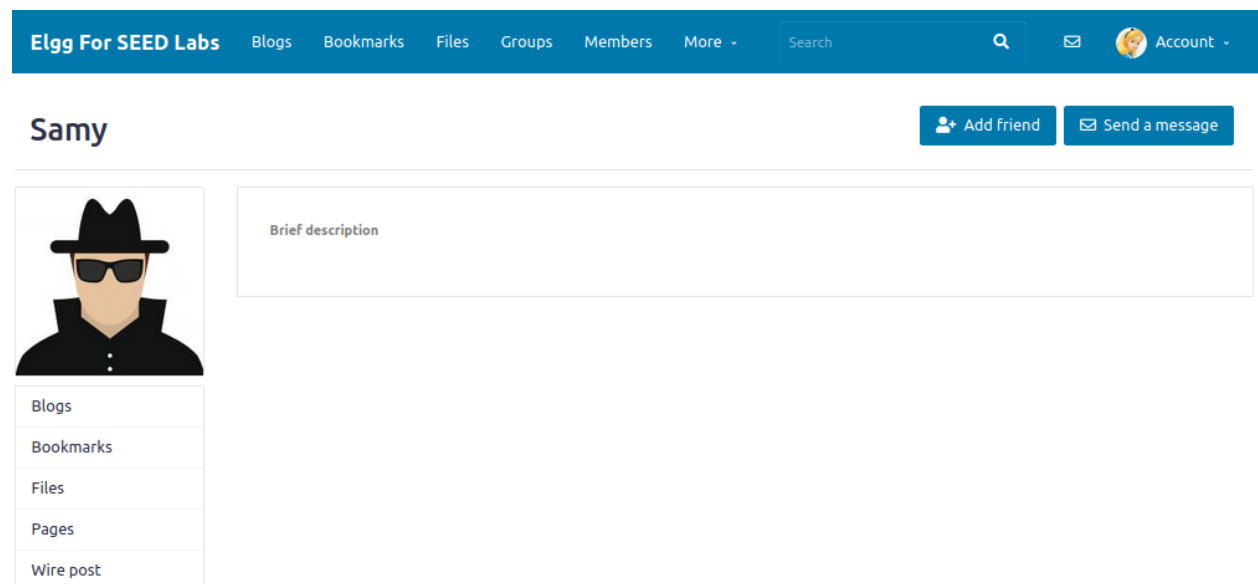 Elgg For SEED Labs Blogs Bookmarks Files Groups Members More Search Account
Samy Add friend Send a message
Brief description
Blogs
Bookmarks
Files
Pages
Wire post